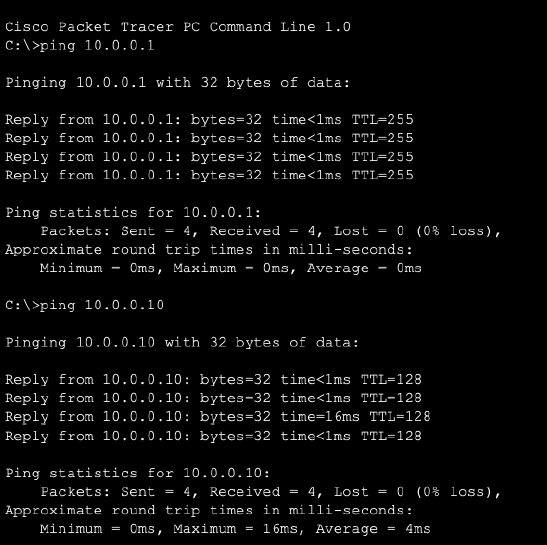 Cisco Packet Tracer PC Command Line 1.0
C:\>ping 10.0.0.1
Pinging 10.0.0.1 with 32 bytes of data:
Reply from 10.0.0.1: bytes=32 time<1ms TTL=255
Reply from 10.0.0.1: bytes=32 time<1ms TTL=255
Reply from 10.0.0.1: bytes=32 time<1ms TTL=255
Reply from 10.0.0.1: bytes=32 time<1ms TTL=255
Ping statistics for 10.0.0.1:
Packets: Sent = 4, Received = 4, Lost = 0 (0% loss),
Approximate round trip times in milli-seconds:
Minimum = 0ms, Maximum = 0ms, Average = 0ms
C:\>ping 10.0.0.10
Pinging 10.0.0.10 with 32 bytes of data:
Reply from 10.0.0.10: bytes=32 time<1ms TTL=128
Reply from 10.0.0.10: bytes=32 time<1ms TTL=128
Reply from 10.0.0.10: bytes=32 time=16ms TTL=128
Reply from 10.0.0.10: bytes=32 time<1ms TTL=128
Ping statistics for 10.0.0.10:
Packets: Sent = 4, Received = 4, Lost = 0 (0% loss),
Approximate round trip times in milli-seconds:
Minimum = 0ms, Maximum = 16ms, Average = 4ms